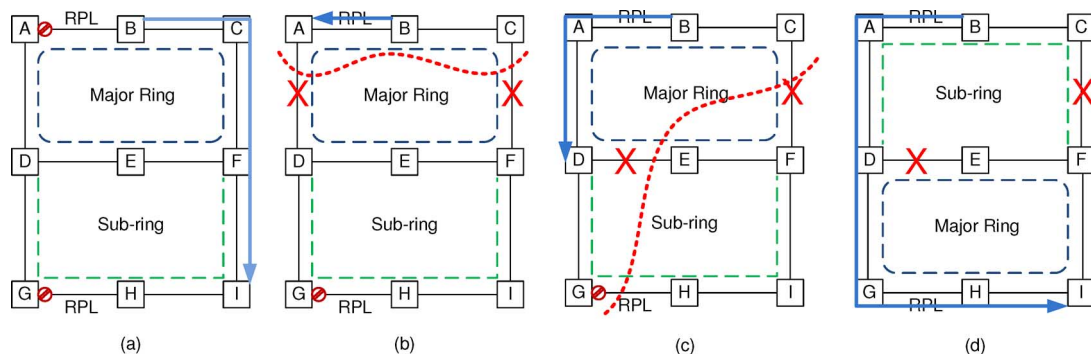 A RPL B C
Major Ring
D E F
Sub-ring
G RPL H I
(a)
A RPL B C
Major Ring
D E F
Sub-ring
G RPL H I
(b)
A RPL B C
Major Ring
D E F
Sub-ring
G RPL H I
(c)
A RPL B C
Sub-ring
D E F
Major Ring
G RPL H I
(d)